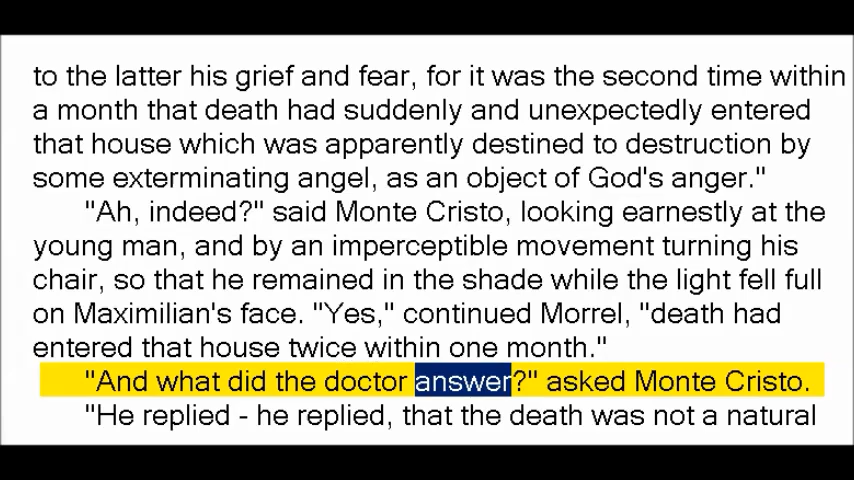 to the latter his grief and fear, for it was the second time within
a month that death had suddenly and unexpectedly entered
that house which was apparently destined to destruction by
some exterminating angel, as an object of God's anger."
"Ah, indeed?" said Monte Cristo, looking earnestly at the
young man, and by an imperceptible movement turning his
chair, so that he remained in the shade while the light fell full
on Maximilian's face. "Yes," continued Morrel, "death had
entered that house twice within one month."
"And what did the doctor answer?" asked Monte Cristo.
"He replied - he replied, that the death was not a natural